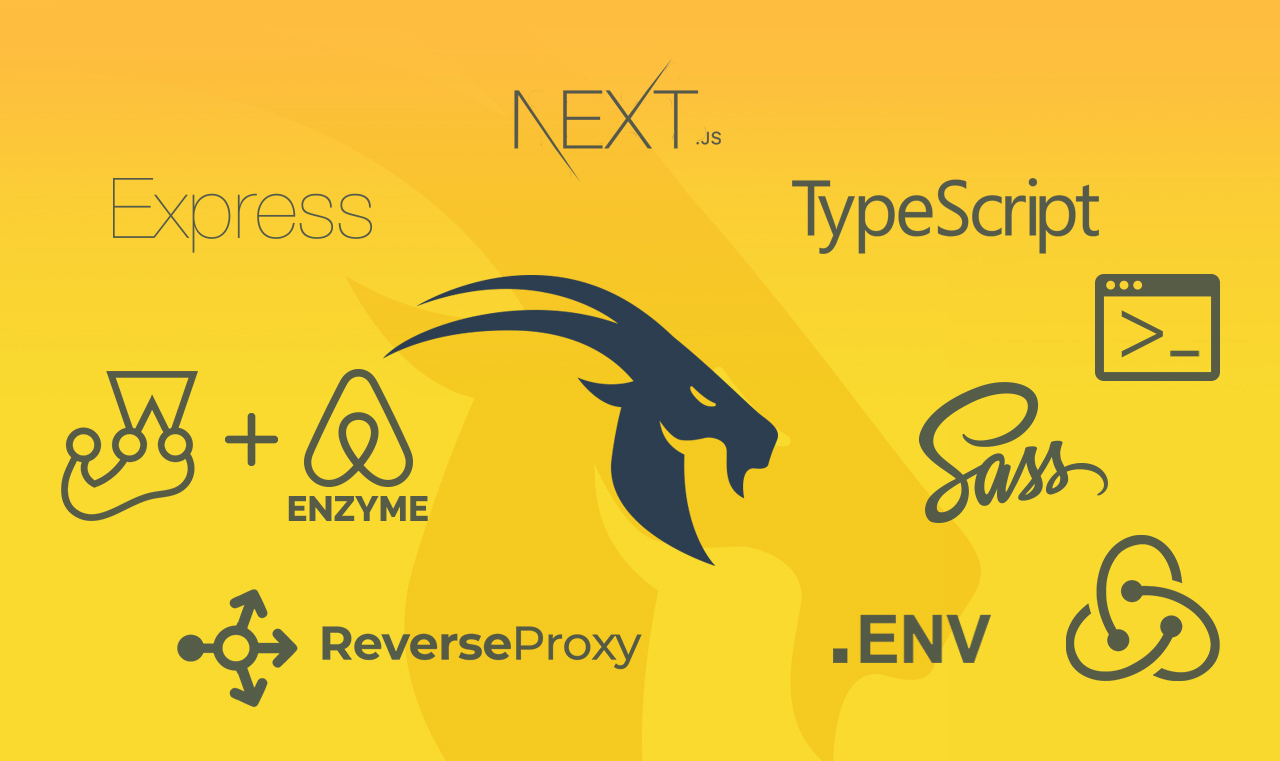 NEXT.JS
Express
TypeScript
>_
Sass
+
ENZYME
ReverseProxy
.ENV